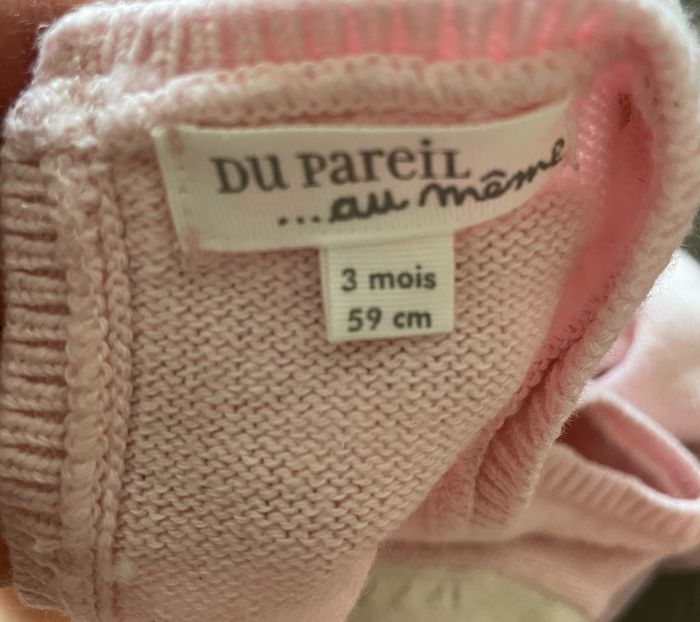 DU PAREIL
...au même
3 mois
59 cm